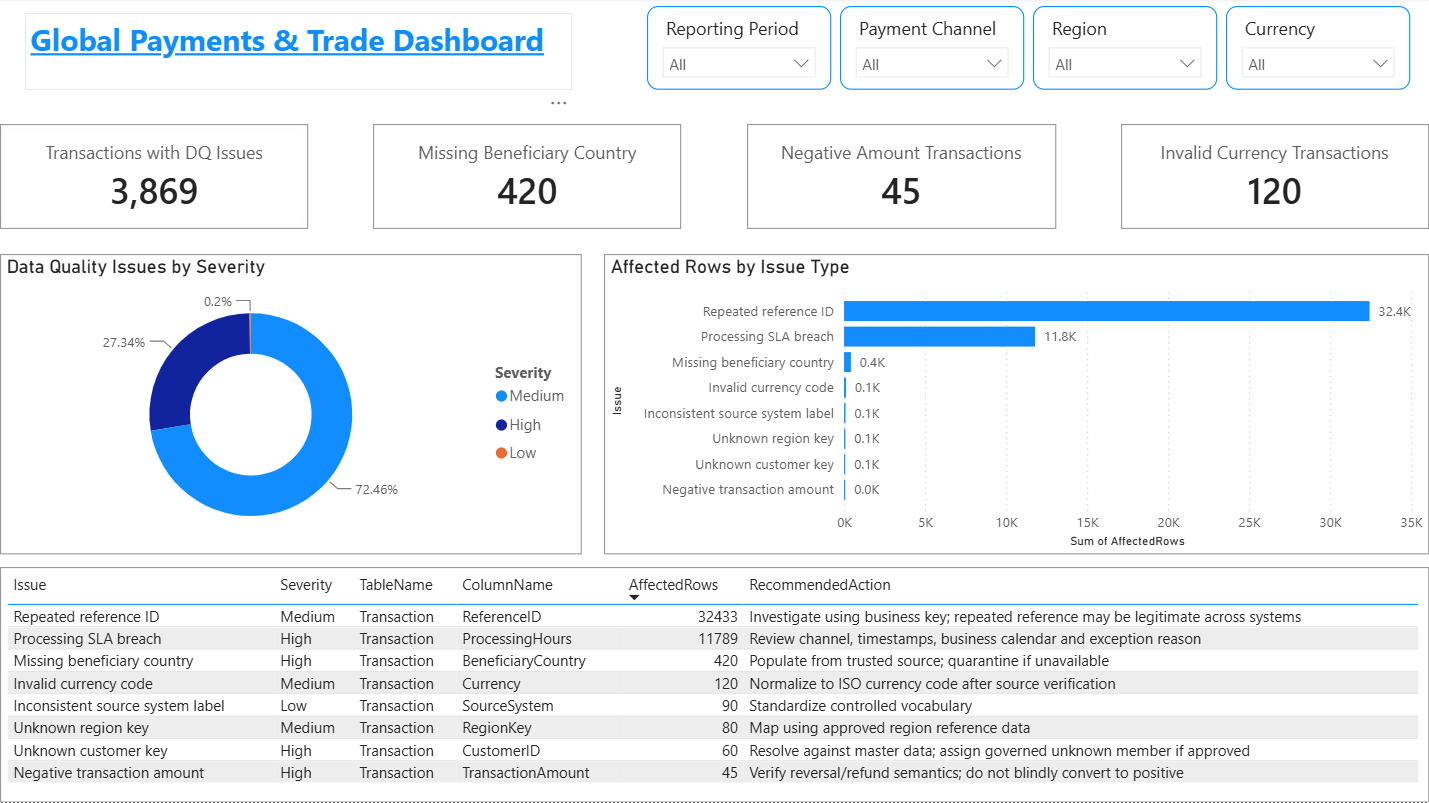 Global Payments & Trade Dashboard
Reporting Period
All
Payment Channel
All
Region
All
Currency
All
Transactions with DQ Issues
3,869
Missing Beneficiary Country
420
Negative Amount Transactions
45
Invalid Currency Transactions
120
Data Quality Issues by Severity
0.2%
27.34%
72.46%
Severity
Medium
High
Low
Affected Rows by Issue Type
Issue
Repeated reference ID 32.4K
Processing SLA breach 11.8K
Missing beneficiary country 0.4K
Invalid currency code 0.1K
Inconsistent source system label 0.1K
Unknown region key 0.1K
Unknown customer key 0.1K
Negative transaction amount 0.0K
0K 5K 10K 15K 20K 25K 30K 35K
Sum of AffectedRows
Issue Severity TableName ColumnName AffectedRows RecommendedAction
Repeated reference ID Medium Transaction ReferenceID 32433 Investigate using business key; repeated reference may be legitimate across systems
Processing SLA breach High Transaction ProcessingHours 11789 Review channel, timestamps, business calendar and exception reason
Missing beneficiary country High Transaction BeneficiaryCountry 420 Populate from trusted source; quarantine if unavailable
Invalid currency code Medium Transaction Currency 120 Normalize to ISO currency code after source verification
Inconsistent source system label Low Transaction SourceSystem 90 Standardize controlled vocabulary
Unknown region key Medium Transaction RegionKey 80 Map using approved region reference data
Unknown customer key High Transaction CustomerID 60 Resolve against master data; assign governed unknown member if approved
Negative transaction amount High Transaction TransactionAmount 45 Verify reversal/refund semantics; do not blindly convert to positive